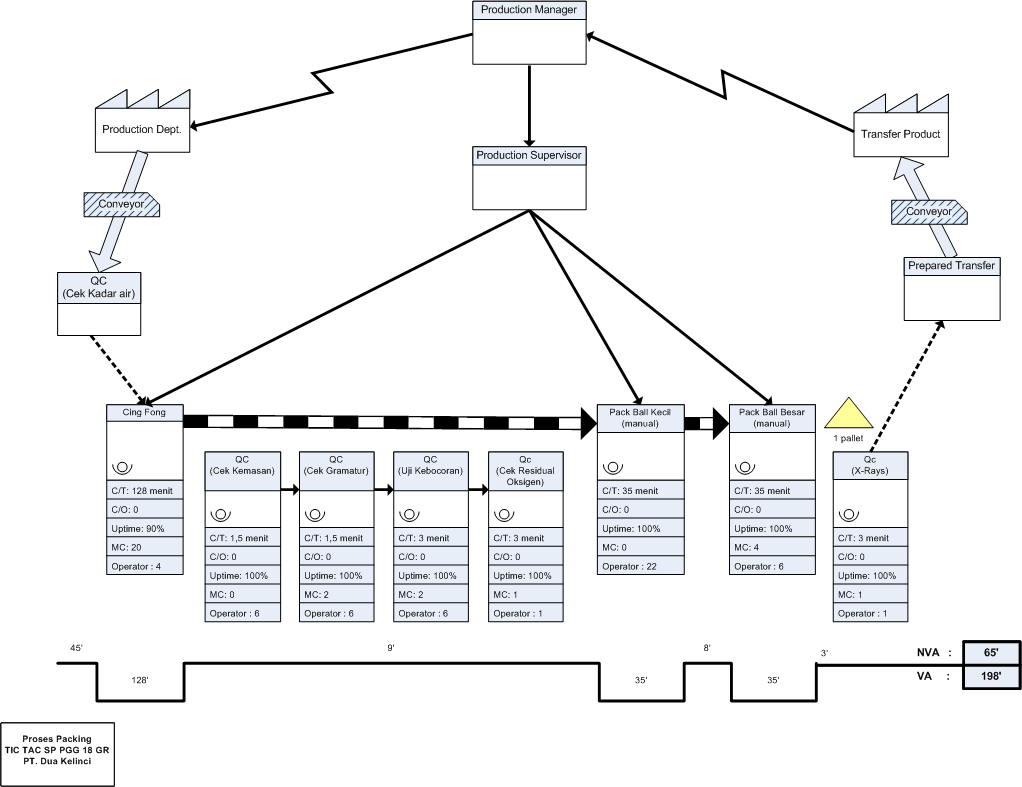 Production Manager
Production Dept.
Production Supervisor
Transfer Product
Conveyor
Conveyor
QC
(Cek Kadar air)
Prepared Transfer
Cing Fong
C/T: 128 menit
C/O: 0
Uptime: 90%
MC: 20
Operator : 4
QC
(Cek Kemasan)
C/T: 1,5 menit
C/O: 0
Uptime: 100%
MC: 0
Operator : 6
QC
(Cek Gramatur)
C/T: 1,5 menit
C/O: 0
Uptime: 100%
MC: 2
Operator : 6
QC
(Uji Kebocoran)
C/T: 3 menit
C/O: 0
Uptime: 100%
MC: 2
Operator : 6
Qc
(Cek Residual
Oksigen)
C/T: 3 menit
C/O: 0
Uptime: 100%
MC: 1
Operator : 1
Pack Ball Kecil
(manual)
C/T: 35 menit
C/O: 0
Uptime: 100%
MC: 0
Operator : 22
Pack Ball Besar
(manual)
C/T: 35 menit
C/O: 0
Uptime: 100%
MC: 4
Operator : 6
1 pallet
Qc
(X-Rays)
C/T: 3 menit
C/O: 0
Uptime: 100%
MC: 1
Operator : 1
45'
128'
9'
35'
8'
35'
3'
NVA : 65'
VA : 198'
Proses Packing
TIC TAC SP PGG 18 GR
PT. Dua Kelinci